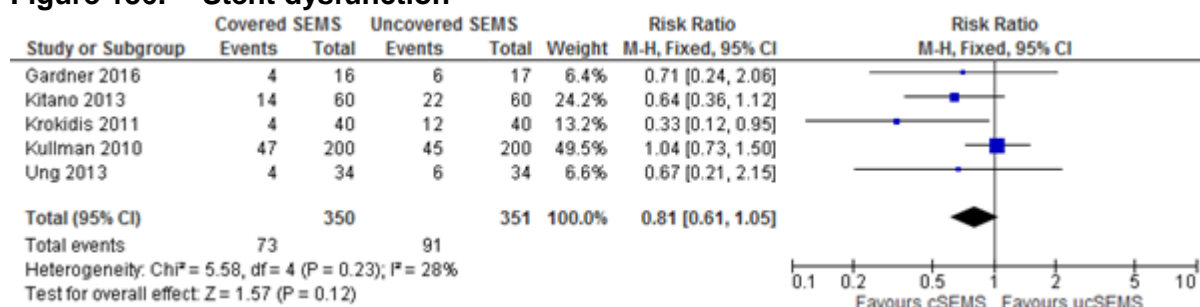 Covered SEMS Uncovered SEMS Risk Ratio Risk Ratio
Study or Subgroup Events Total Events Total Weight M-H, Fixed, 95% CI M-H, Fixed, 95% CI
Gardner 2016 4 16 6 17 6.4% 0.71 [0.24, 2.06]
Kitano 2013 14 60 22 60 24.2% 0.64 [0.36, 1.12]
Krokidis 2011 4 40 12 40 13.2% 0.33 [0.12, 0.95]
Kullman 2010 47 200 45 200 49.5% 1.04 [0.73, 1.50]
Ung 2013 4 34 6 34 6.6% 0.67 [0.21, 2.15]
Total (95% CI) 350 351 100.0% 0.81 [0.61, 1.05]
Total events 73 91
Heterogeneity: Chi² = 5.58, df = 4 (P = 0.23); I² = 28%
Test for overall effect: Z = 1.57 (P = 0.12)
0.1 0.2 0.5 1 2 5 10
Favours cSEMS Favours ucSEMS